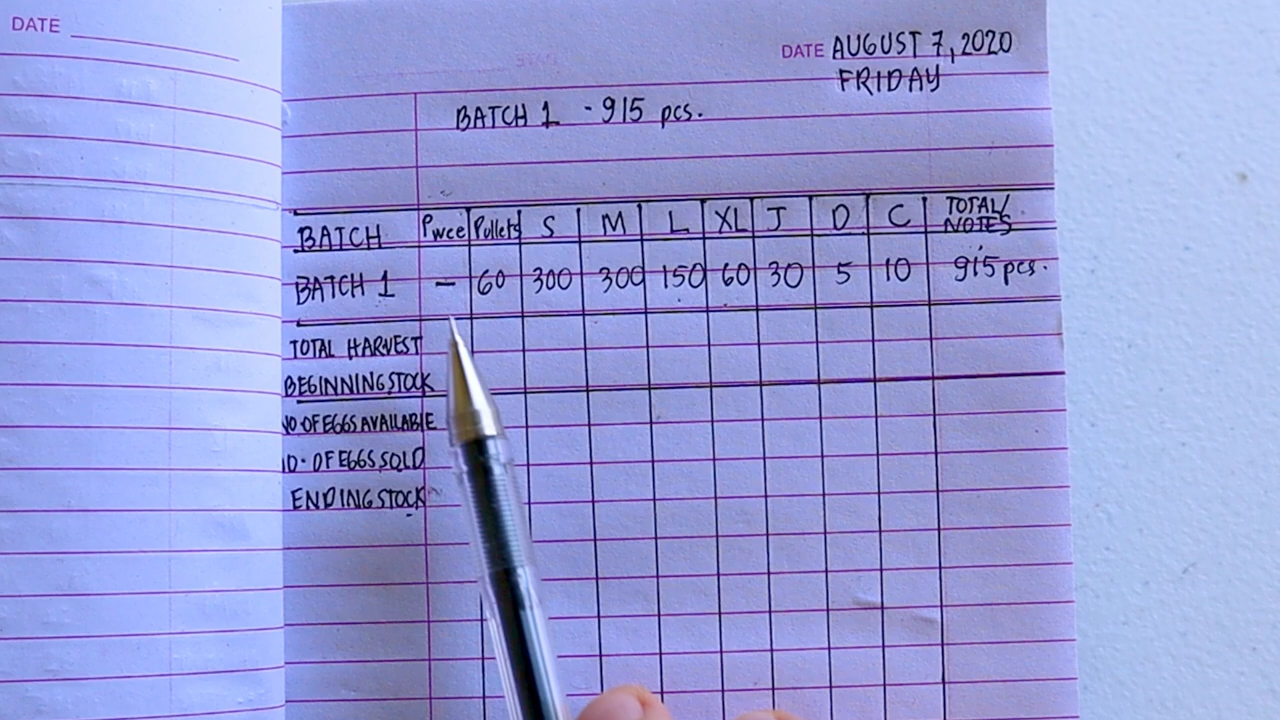 DATE
DATE AUGUST 7, 2020
FRIDAY
BATCH 1 - 915 pcs.
BATCH Pwee Pullets S M L XL J D C TOTAL/NOTES
BATCH 1 — 60 300 300 150 60 30 5 10 915 pcs.
TOTAL HARVEST
BEGINNING STOCK
NO. OF EGGS AVAILABLE
O. OF EGGS SOLD
ENDING STOCK